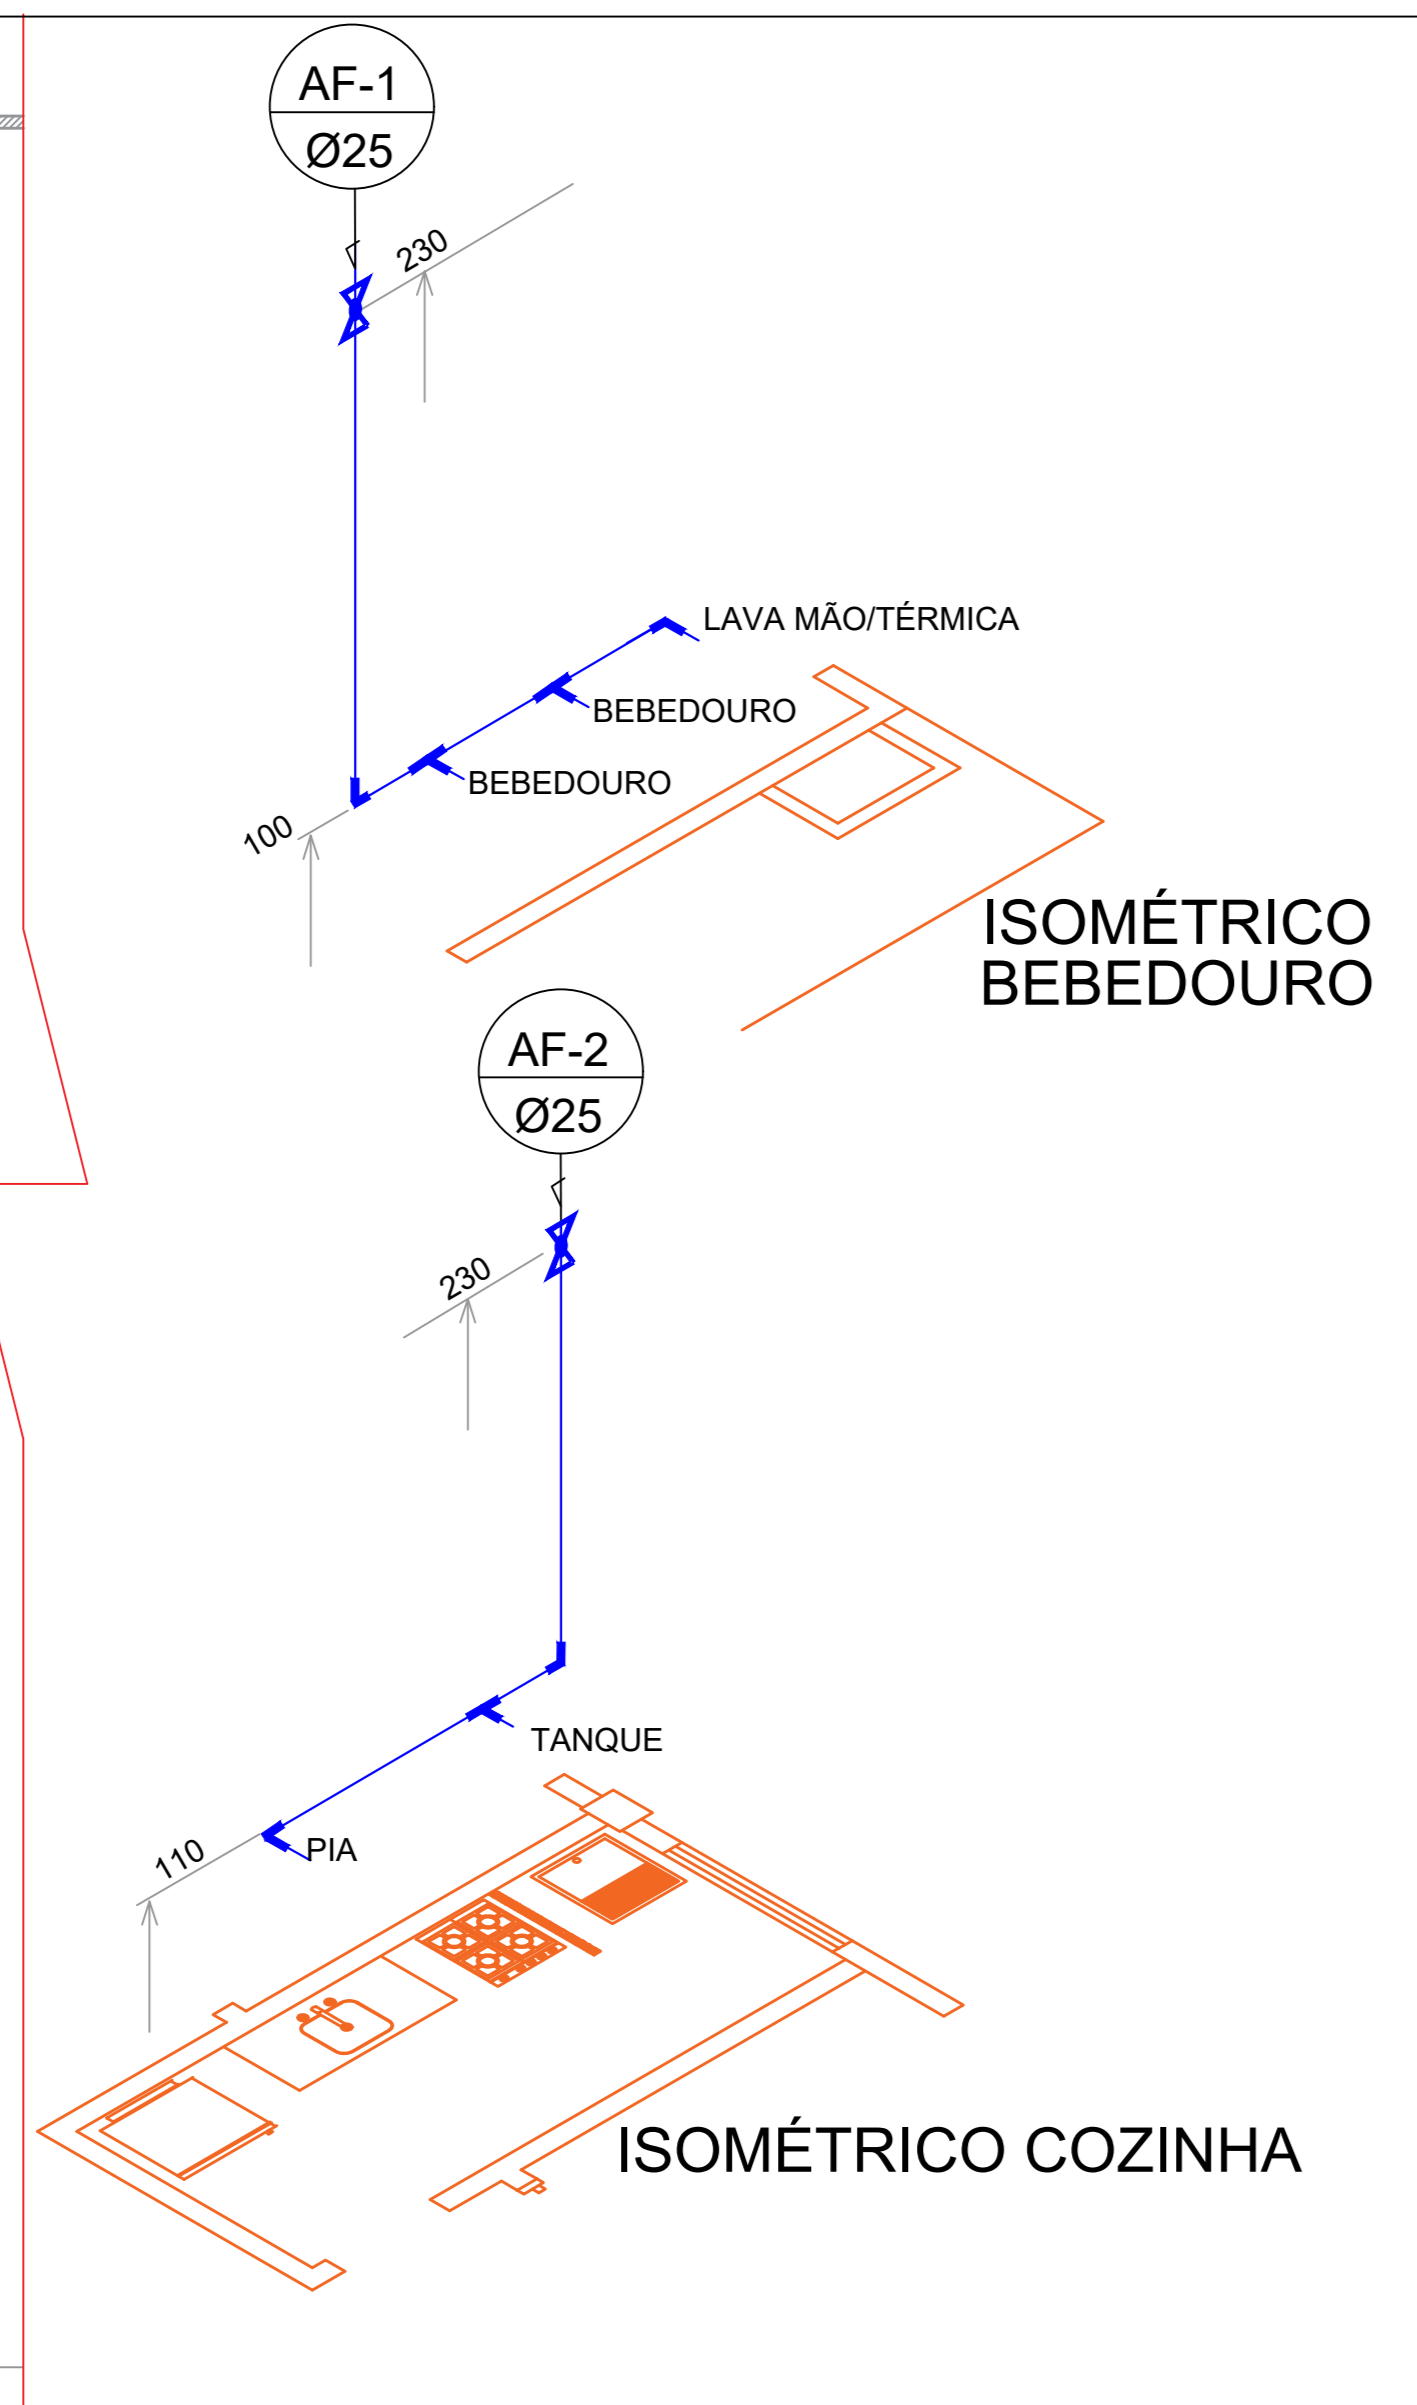 AF-1
Ø25
230
LAVA MÃO/TÉRMICA
BEBEDOURO
BEBEDOURO
100
ISOMÉTRICO
BEBEDOURO
AF-2
Ø25
230
TANQUE
PIA
110
ISOMÉTRICO COZINHA